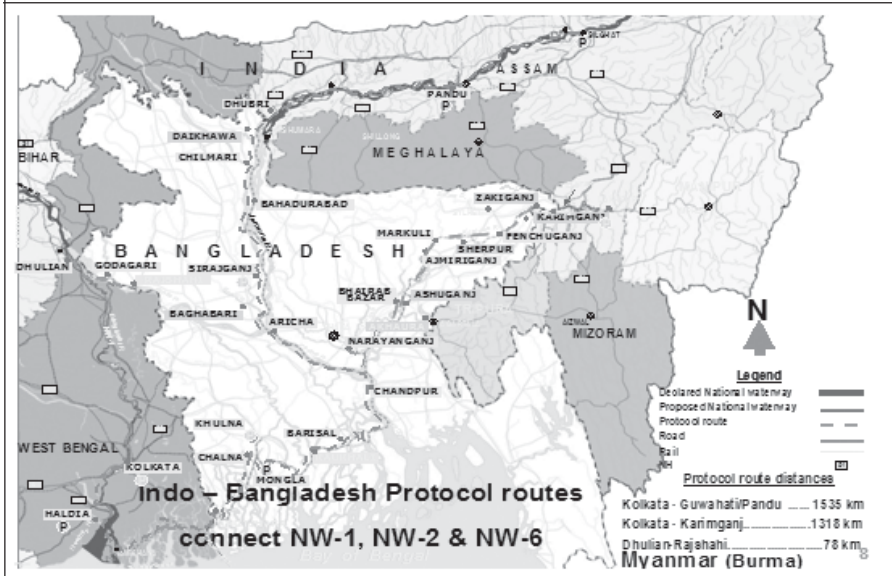 I N D I A
ASSAM
SILGHAT
P
PANDU
P
DHUBRI
DAIKHAWA
SHILLONG
MEGHALAYA
CHILMARI
BIHAR
BAHADURABAD
ZAKIGANJ
KARIMGANJ
MARKULI
FENCHUGANJ
SHERPUR
AJMIRIGANJ
B A N G L A D E S H
DHULIAN
GODAGARI
SIRAJGANJ
BHAIRAB
BAZAR
ASHUGANJ
BAGHABARI
ARICHA
AIZWAL
MIZORAM
NARAYANGANJ
CHANDPUR
N
Legend
Declared National waterway
Proposed National waterway
Protocol route
Road
Rail
NH
KHULNA
BARISAL
WEST BENGAL
CHALNA
P
MONGLA
KOLKATA
HALDIA
P
Indo – Bangladesh Protocol routes
connect NW-1, NW-2 & NW-6
Bay of Bengal
Protocol route distances
Kolkata - Guwahati/Pandu ...... 1535 km
Kolkata - Karimganj...............1318 km
Dhulian-Rajshahi................78 km
Myanmar (Burma)
8